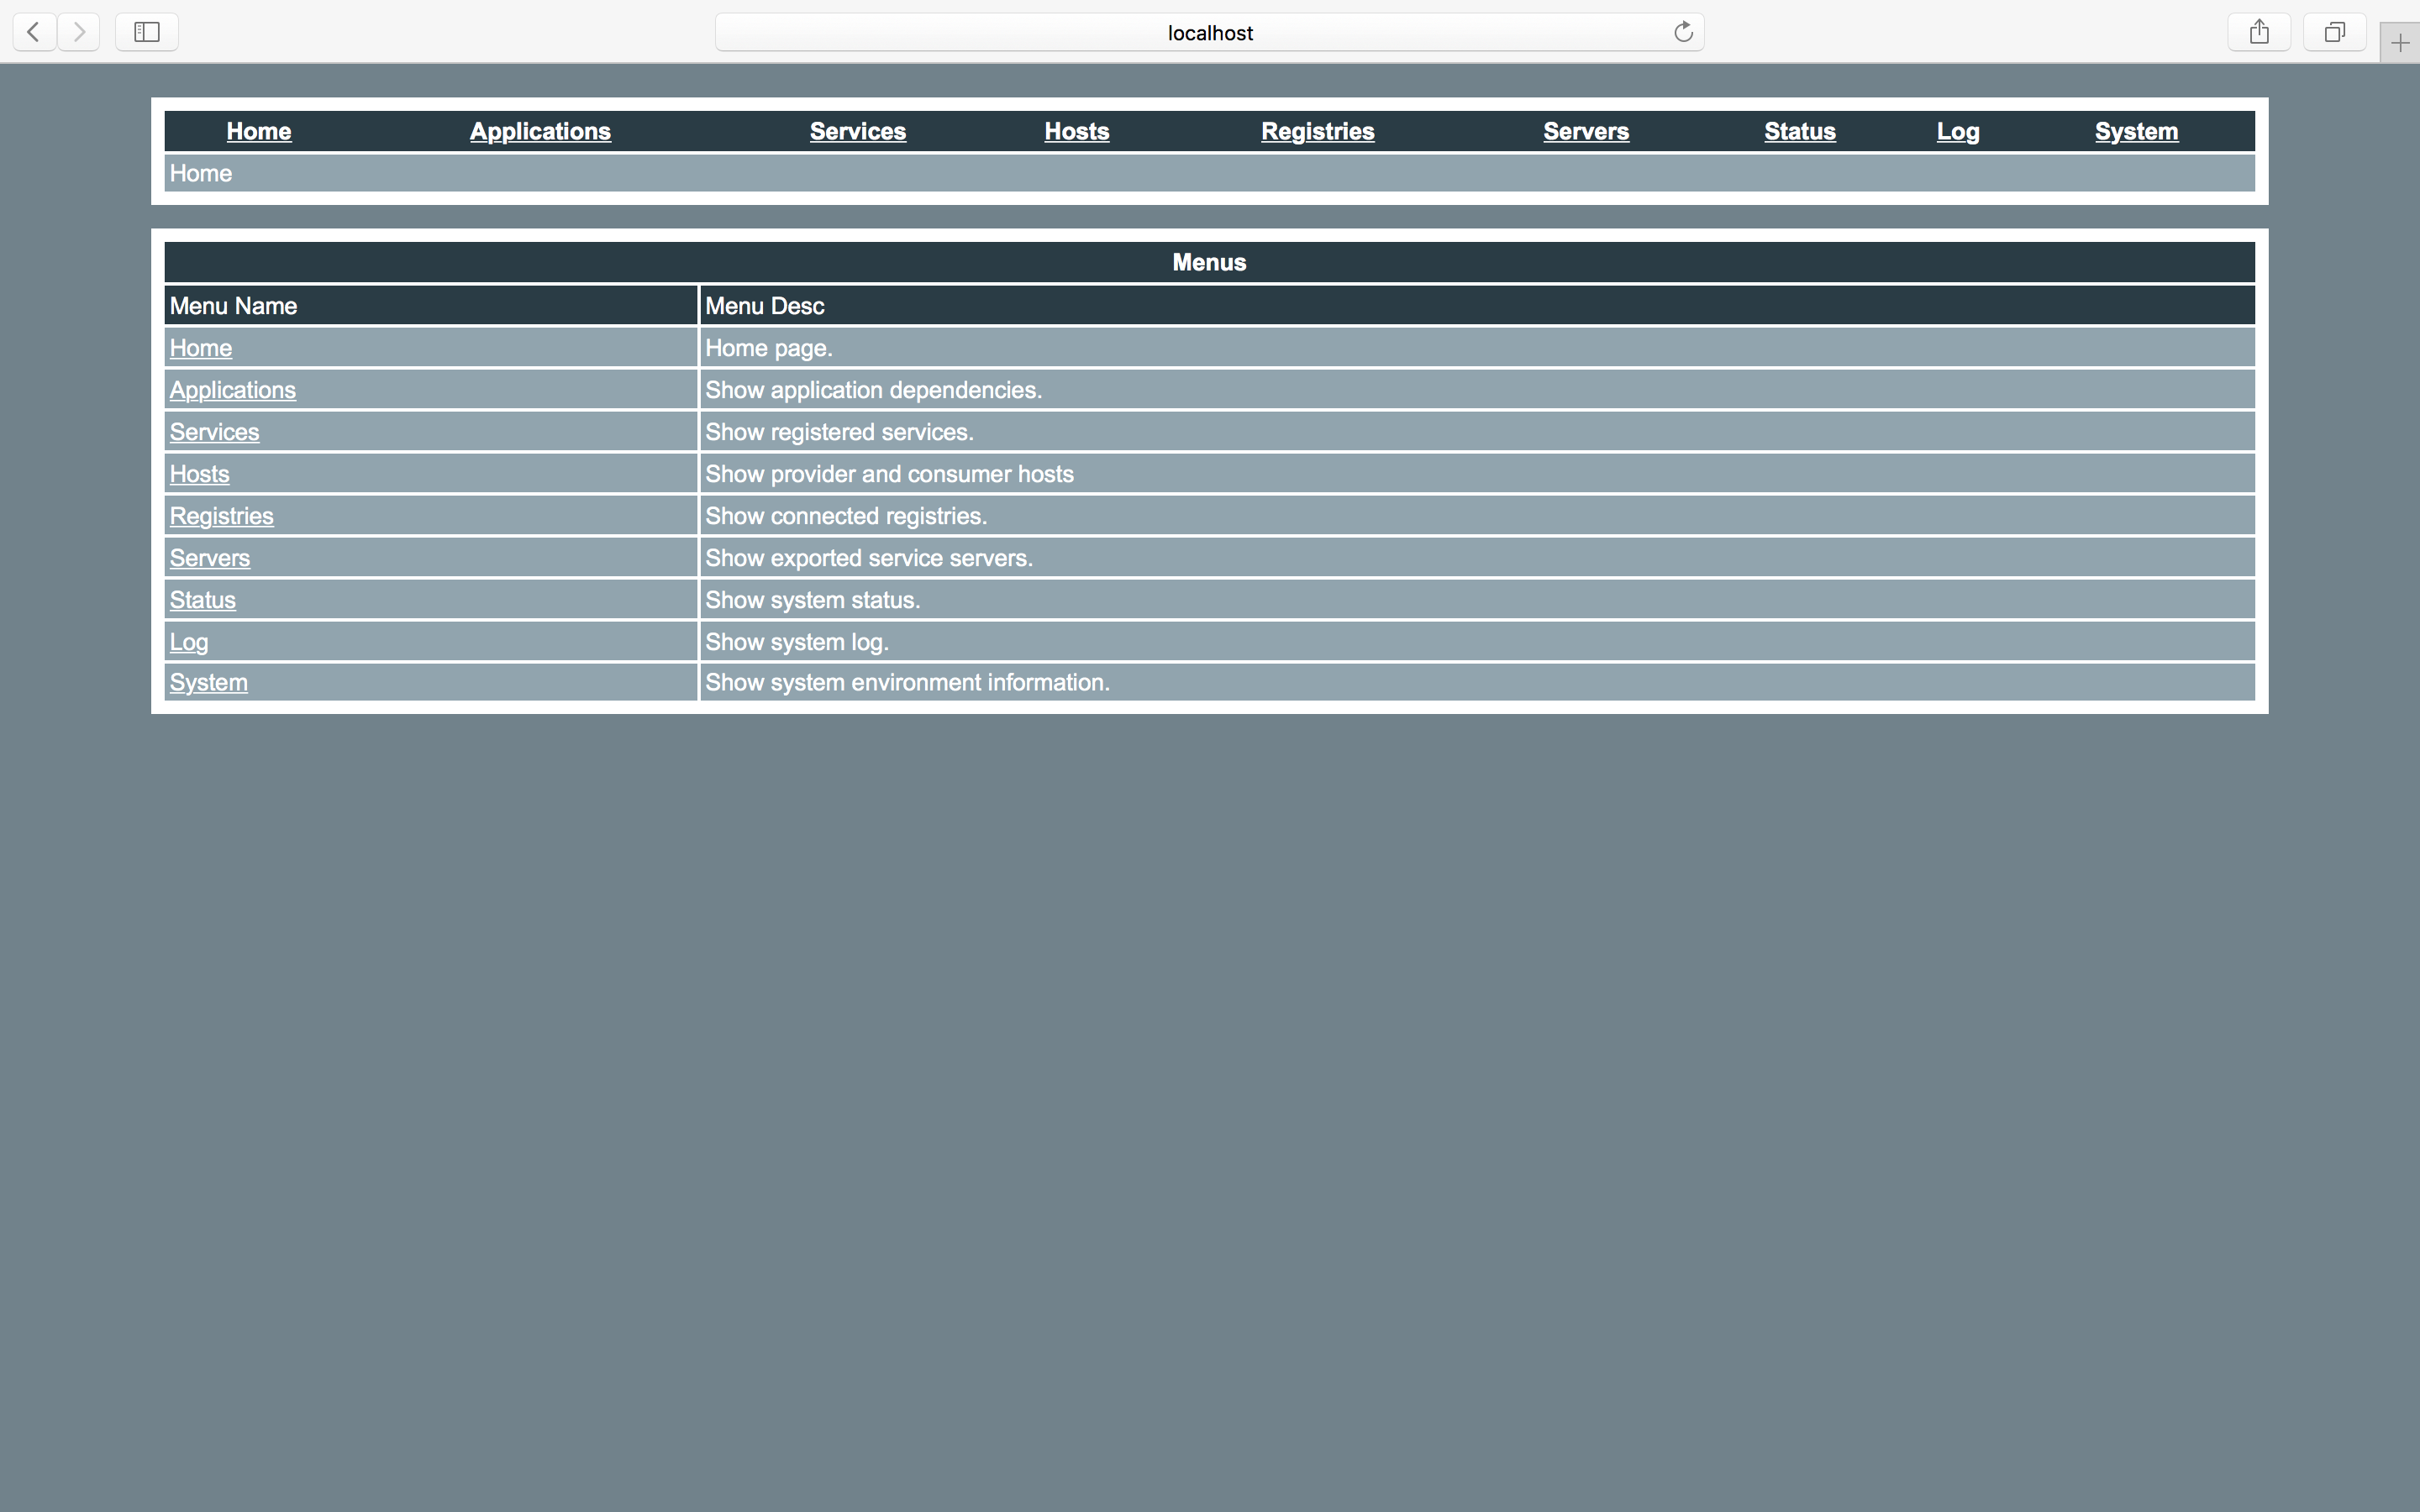 localhost
Home Applications Services Hosts Registries Servers Status Log System
Home
Menus
Menu Name Menu Desc
Home Home page.
Applications Show application dependencies.
Services Show registered services.
Hosts Show provider and consumer hosts
Registries Show connected registries.
Servers Show exported service servers.
Status Show system status.
Log Show system log.
System Show system environment information.